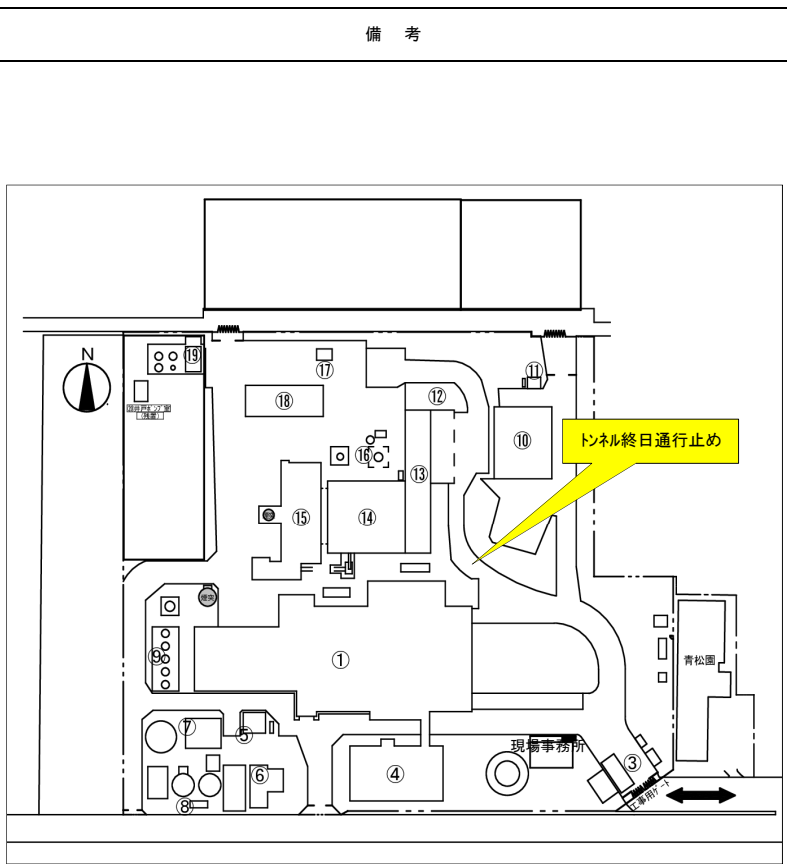 備 考
N
⑲
⑰
⑪
⑱
⑫
⑩
トンネル終日通行止め
⑯
⑬
⑮
⑭
煙突
⑨
①
青松園
⑦
⑤
現場事務所
③
⑥
④
⑧
工事用ゲート